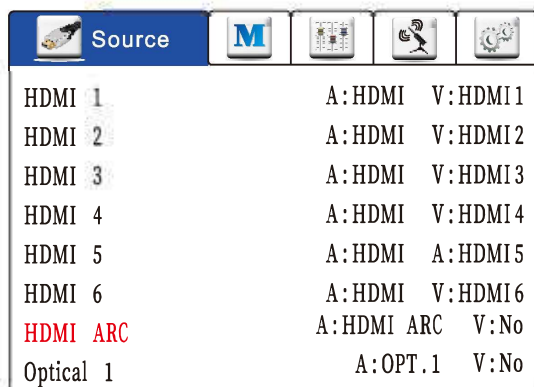 Source M
HDMI 1 A:HDMI V:HDMI1
HDMI 2 A:HDMI V:HDMI2
HDMI 3 A:HDMI V:HDMI3
HDMI 4 A:HDMI V:HDMI4
HDMI 5 A:HDMI A:HDMI5
HDMI 6 A:HDMI V:HDMI6
HDMI ARC A:HDMI ARC V:No
Optical 1 A:OPT.1 V:No